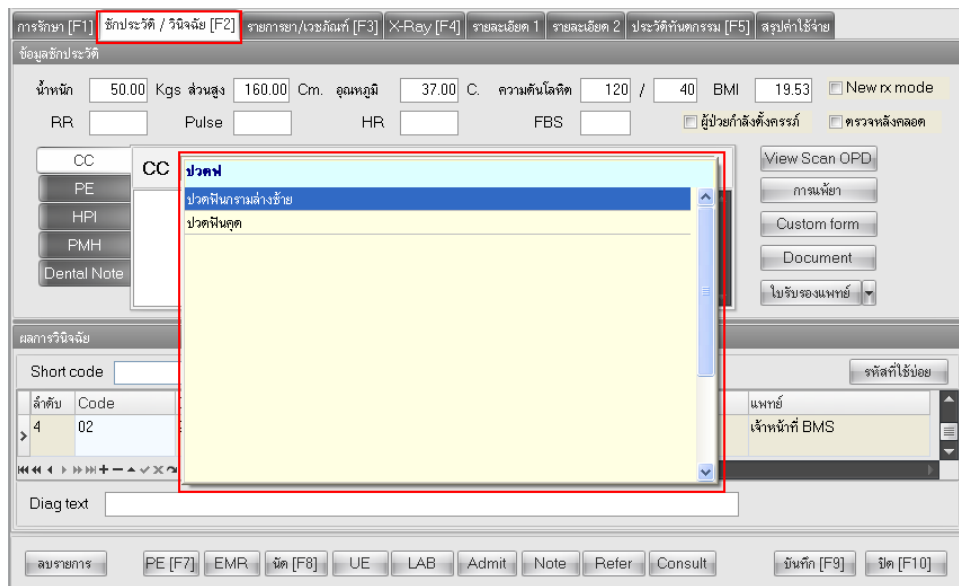 การรักษา [F1] ซักประวัติ / วินิจฉัย [F2] รายการยา/เวชภัณฑ์ [F3] X-Ray [F4] รายละเอียด 1 รายละเอียด 2 ประวัติทันตกรรม [F5] สรุปค่าใช้จ่าย
ข้อมูลซักประวัติ
น้ำหนัก 50.00 Kgs ส่วนสูง 160.00 Cm. อุณหภูมิ 37.00 C. ความดันโลหิต 120 / 40 BMI 19.53 New rx mode
RR Pulse HR FBS ผู้ป่วยกำลังตั้งครรภ์ ตรวจหลังคลอด
CC CC ปวดฟ View Scan OPD
PE ปวดฟันกรามล่างซ้าย การแพ้ยา
HPI ปวดฟันคุด Custom form
PMH Document
Dental Note ใบรับรองแพทย์
ผลการวินิจฉัย
Short code รหัสที่ใช้บ่อย
ลำดับ Code แพทย์
4 02 เจ้าหน้าที่ BMS
Diag text
ลบรายการ PE [F7] EMR นัด [F8] UE LAB Admit Note Refer Consult บันทึก [F9] ปิด [F10]